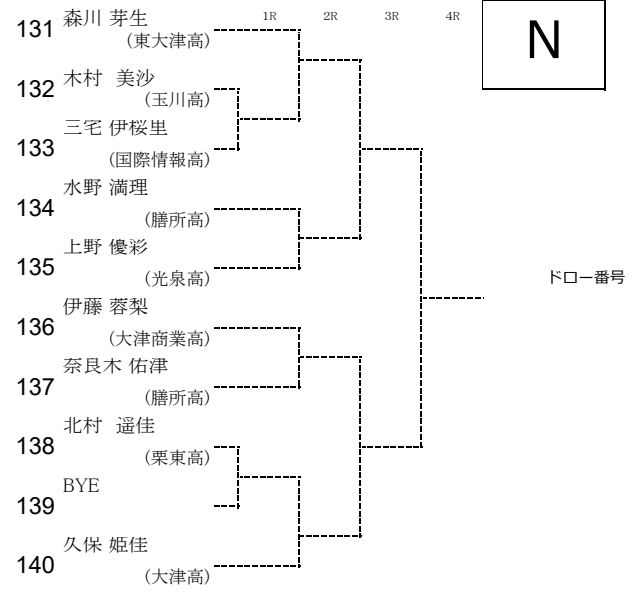 1R 2R 3R 4R
N
131 森川 芽生
(東大津高)
132 木村 美沙
(玉川高)
133 三宅 伊桜里
(国際情報高)
134 水野 満理
(膳所高)
135 上野 優彩
(光泉高)
ドロー番号
136 伊藤 蓉梨
(大津商業高)
137 奈良木 佑津
(膳所高)
138 北村 遥佳
(栗東高)
139 BYE
140 久保 姫佳
(大津高)